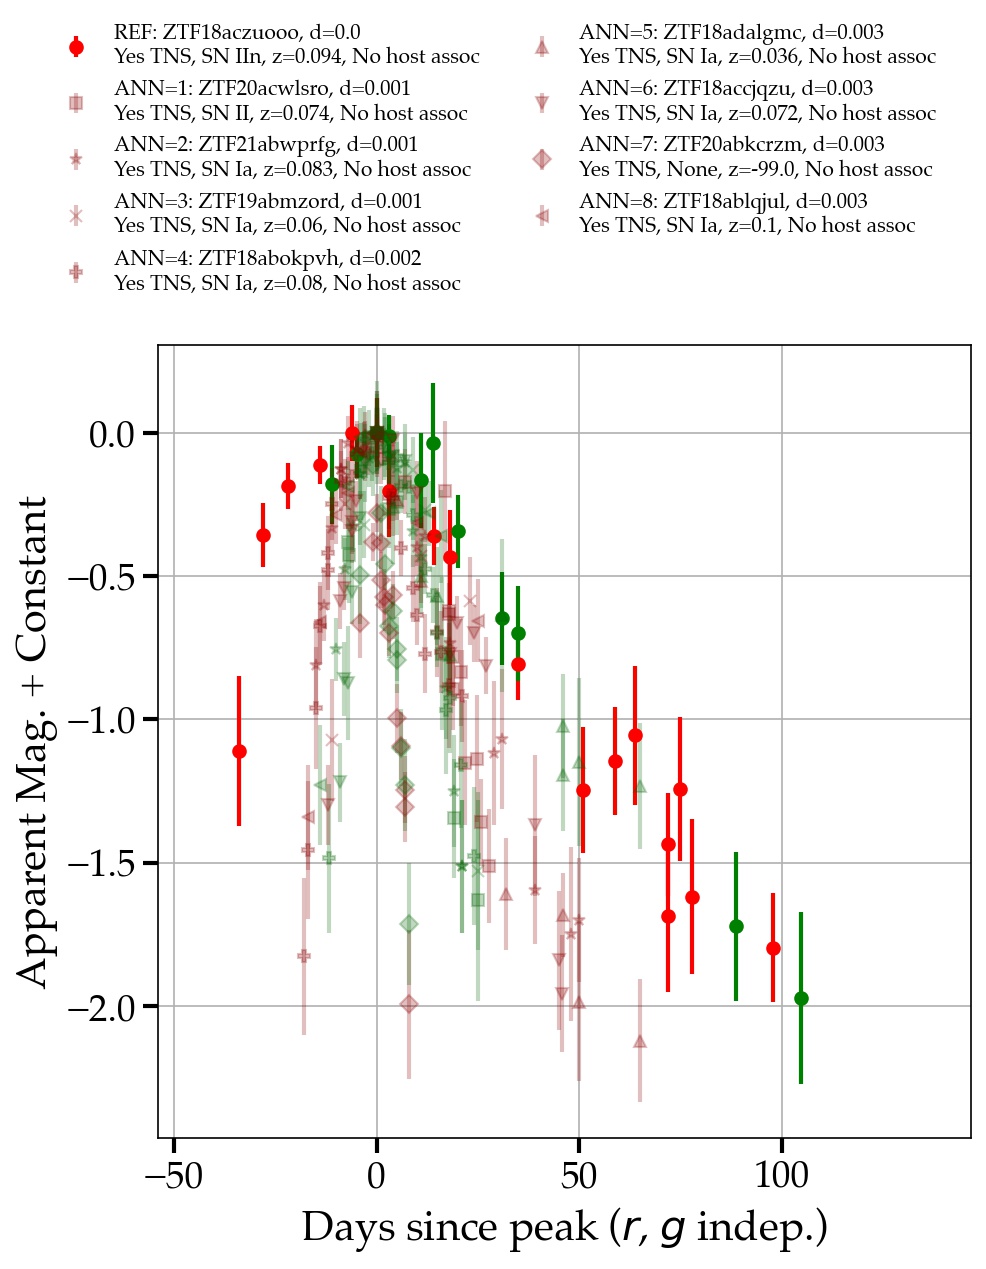 REF: ZTF18aczuooo, d=0.0
Yes TNS, SN IIn, z=0.094, No host assoc
ANN=1: ZTF20acwlsro, d=0.001
Yes TNS, SN II, z=0.074, No host assoc
ANN=2: ZTF21abwprfg, d=0.001
Yes TNS, SN Ia, z=0.083, No host assoc
ANN=3: ZTF19abmzord, d=0.001
Yes TNS, SN Ia, z=0.06, No host assoc
ANN=4: ZTF18abokpvh, d=0.002
Yes TNS, SN Ia, z=0.08, No host assoc
ANN=5: ZTF18adalgmc, d=0.003
Yes TNS, SN Ia, z=0.036, No host assoc
ANN=6: ZTF18accjqzu, d=0.003
Yes TNS, SN Ia, z=0.072, No host assoc
ANN=7: ZTF20abkcrzm, d=0.003
Yes TNS, None, z=-99.0, No host assoc
ANN=8: ZTF18ablqjul, d=0.003
Yes TNS, SN Ia, z=0.1, No host assoc
Apparent Mag. + Constant
0.0
−0.5
−1.0
−1.5
−2.0
−50 0 50 100
Days since peak (r, g indep.)